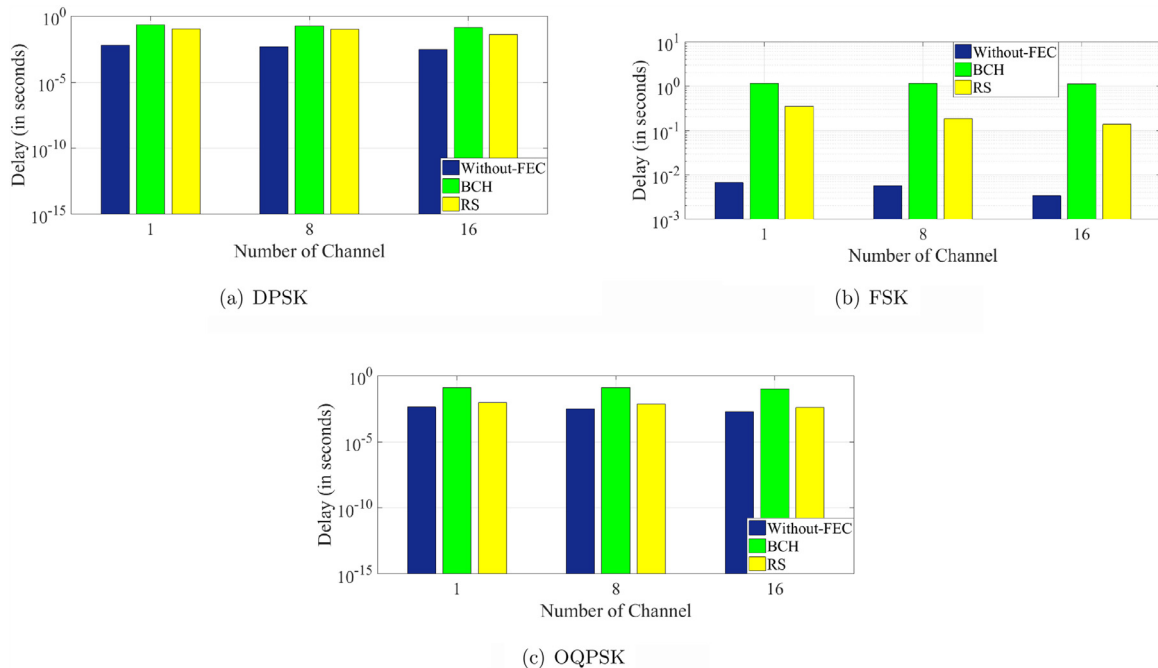 10^0
10^-5
10^-10
10^-15
Delay (in seconds)
Without-FEC
BCH
RS
1 8 16
Number of Channel
(a) DPSK
10^1
10^0
10^-1
10^-2
10^-3
Delay (in seconds)
Without-FEC
BCH
RS
1 8 16
Number of Channel
(b) FSK
10^0
10^-5
10^-10
10^-15
Delay (in seconds)
Without-FEC
BCH
RS
1 8 16
Number of Channel
(c) OQPSK